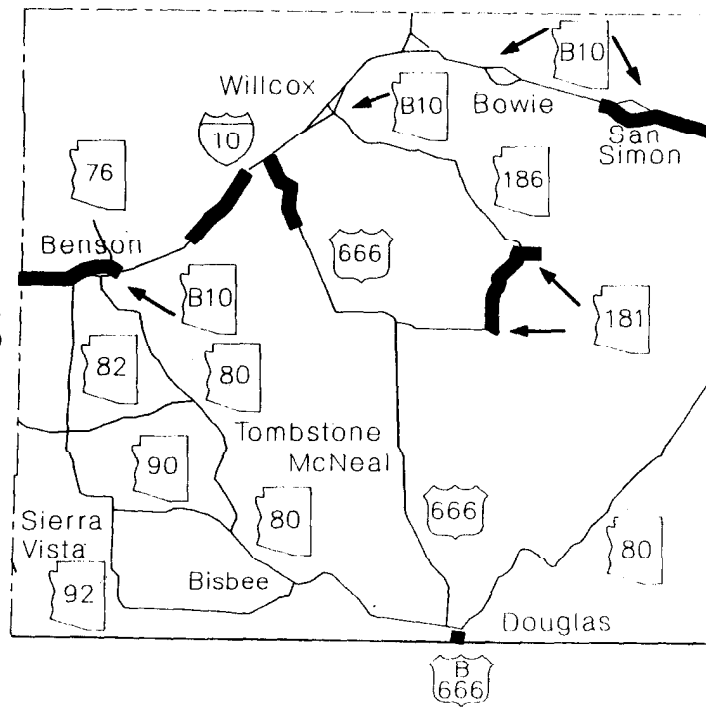 B10
Willcox
B10
Bowie
10
San
Simon
76
186
Benson
666
B10
181
82
80
Tombstone
McNeal
90
666
Sierra
Vista
80
80
92
Bisbee
Douglas
B
666